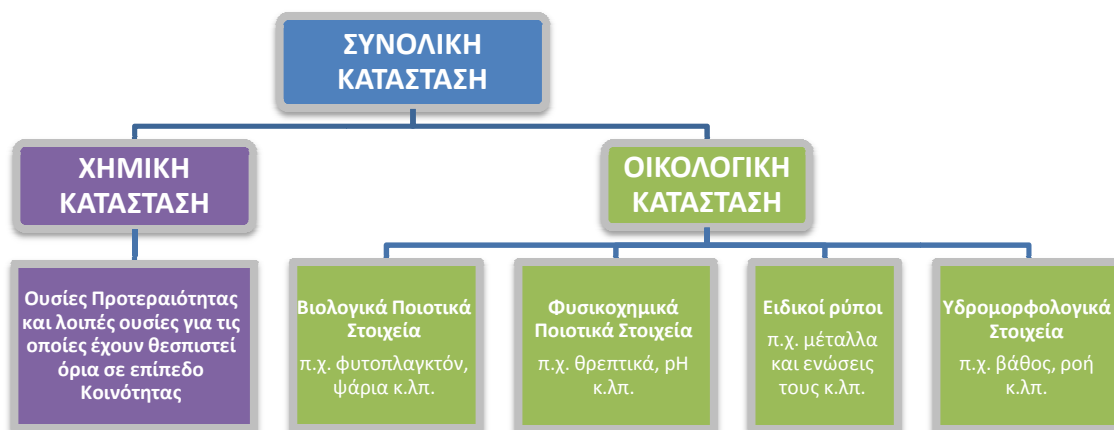 ΣΥΝΟΛΙΚΗ
ΚΑΤΑΣΤΑΣΗ
ΧΗΜΙΚΗ
ΚΑΤΑΣΤΑΣΗ
ΟΙΚΟΛΟΓΙΚΗ
ΚΑΤΑΣΤΑΣΗ
Ουσίες Προτεραιότητας
και λοιπές ουσίες για τις
οποίες έχουν θεσπιστεί
όρια σε επίπεδο
Κοινότητας
Βιολογικά Ποιοτικά
Στοιχεία
π.χ. φυτοπλαγκτόν,
ψάρια κ.λπ.
Φυσικοχημικά
Ποιοτικά Στοιχεία
π.χ. θρεπτικά, pH
κ.λπ.
Ειδικοί ρύποι
π.χ. μέταλλα
και ενώσεις
τους κ.λπ.
Υδρομορφολογικά
Στοιχεία
π.χ. βάθος, ροή
κ.λπ.